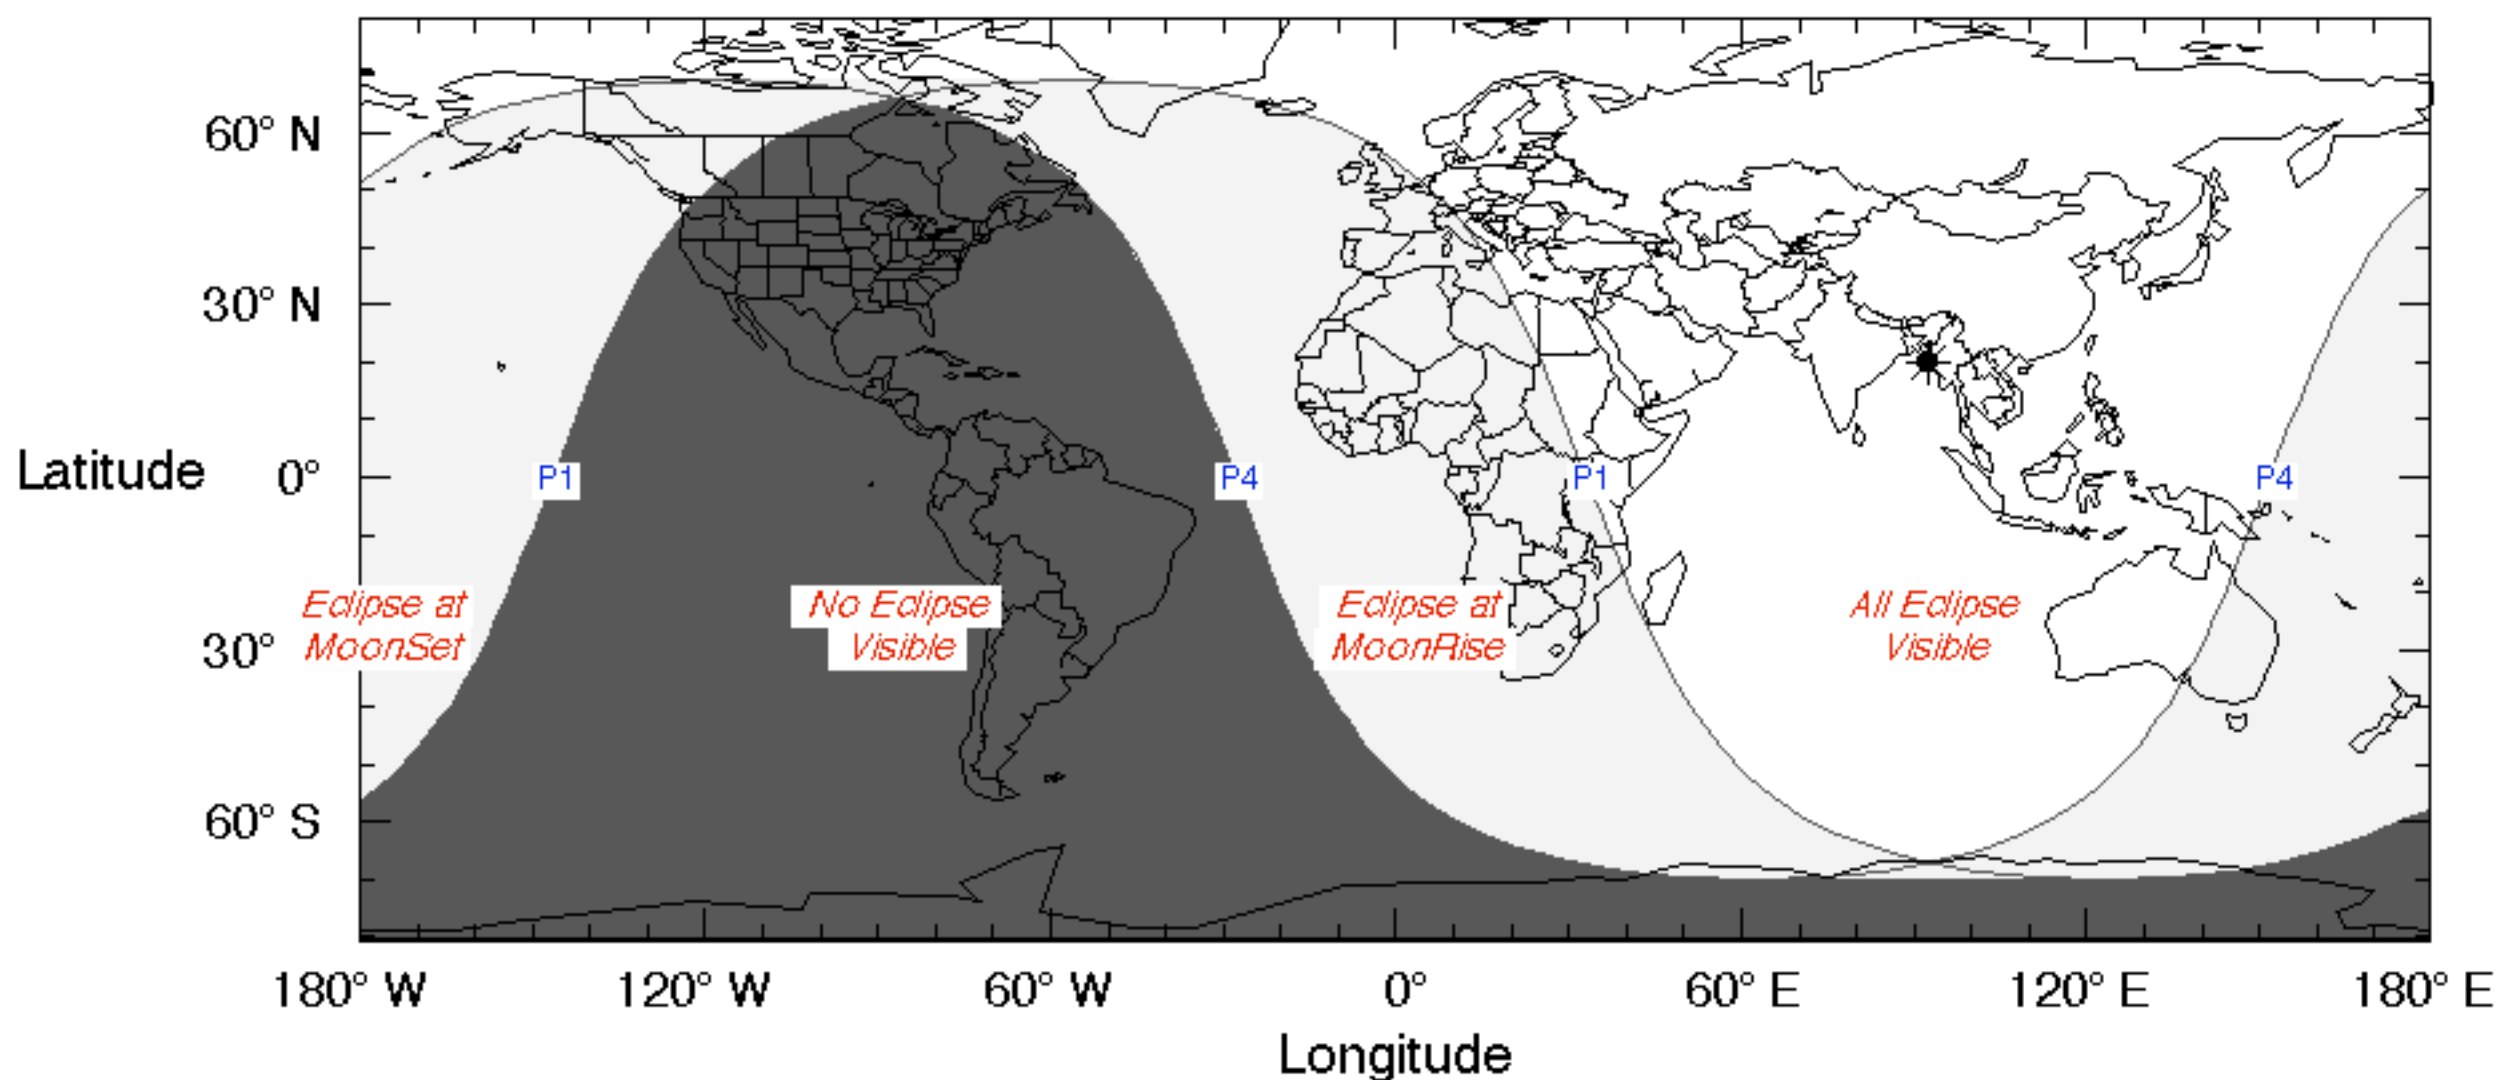 60° N
30° N
Latitude 0°
P1 P4 P1 P4
Eclipse at No Eclipse Eclipse at All Eclipse
MoonSet Visible MoonRise Visible
30°
60° S
180° W 120° W 60° W 0° 60° E 120° E 180° E
Longitude